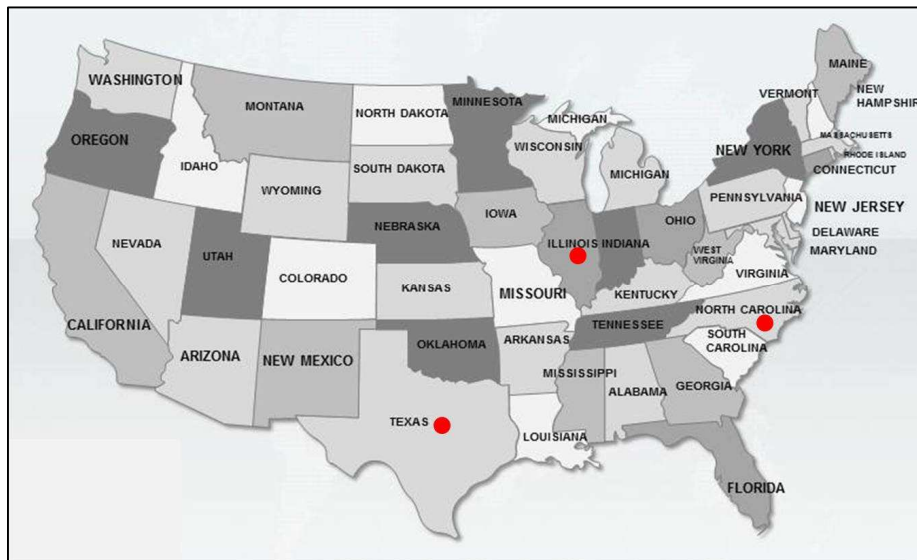 WASHINGTON
MONTANA
NORTH DAKOTA
MINNESOTA
MICHIGAN
VERMONT
MAINE
NEW
HAMPSHIR
OREGON
IDAHO
WYOMING
SOUTH DAKOTA
WISCONSIN
MICHIGAN
NEW YORK
MASSACHUSETTS
RHODE ISLAND
CONNECTICUT
NEVADA
UTAH
COLORADO
NEBRASKA
IOWA
ILLINOIS
INDIANA
OHIO
PENNSYLVANIA
NEW JERSEY
DELAWARE
MARYLAND
WEST
VIRGINIA
VIRGINIA
CALIFORNIA
KANSAS
MISSOURI
KENTUCKY
NORTH CAROLINA
ARIZONA
NEW MEXICO
OKLAHOMA
ARKANSAS
TENNESSEE
SOUTH
CAROLINA
TEXAS
LOUISIANA
MISSISSIPPI
ALABAMA
GEORGIA
FLORIDA